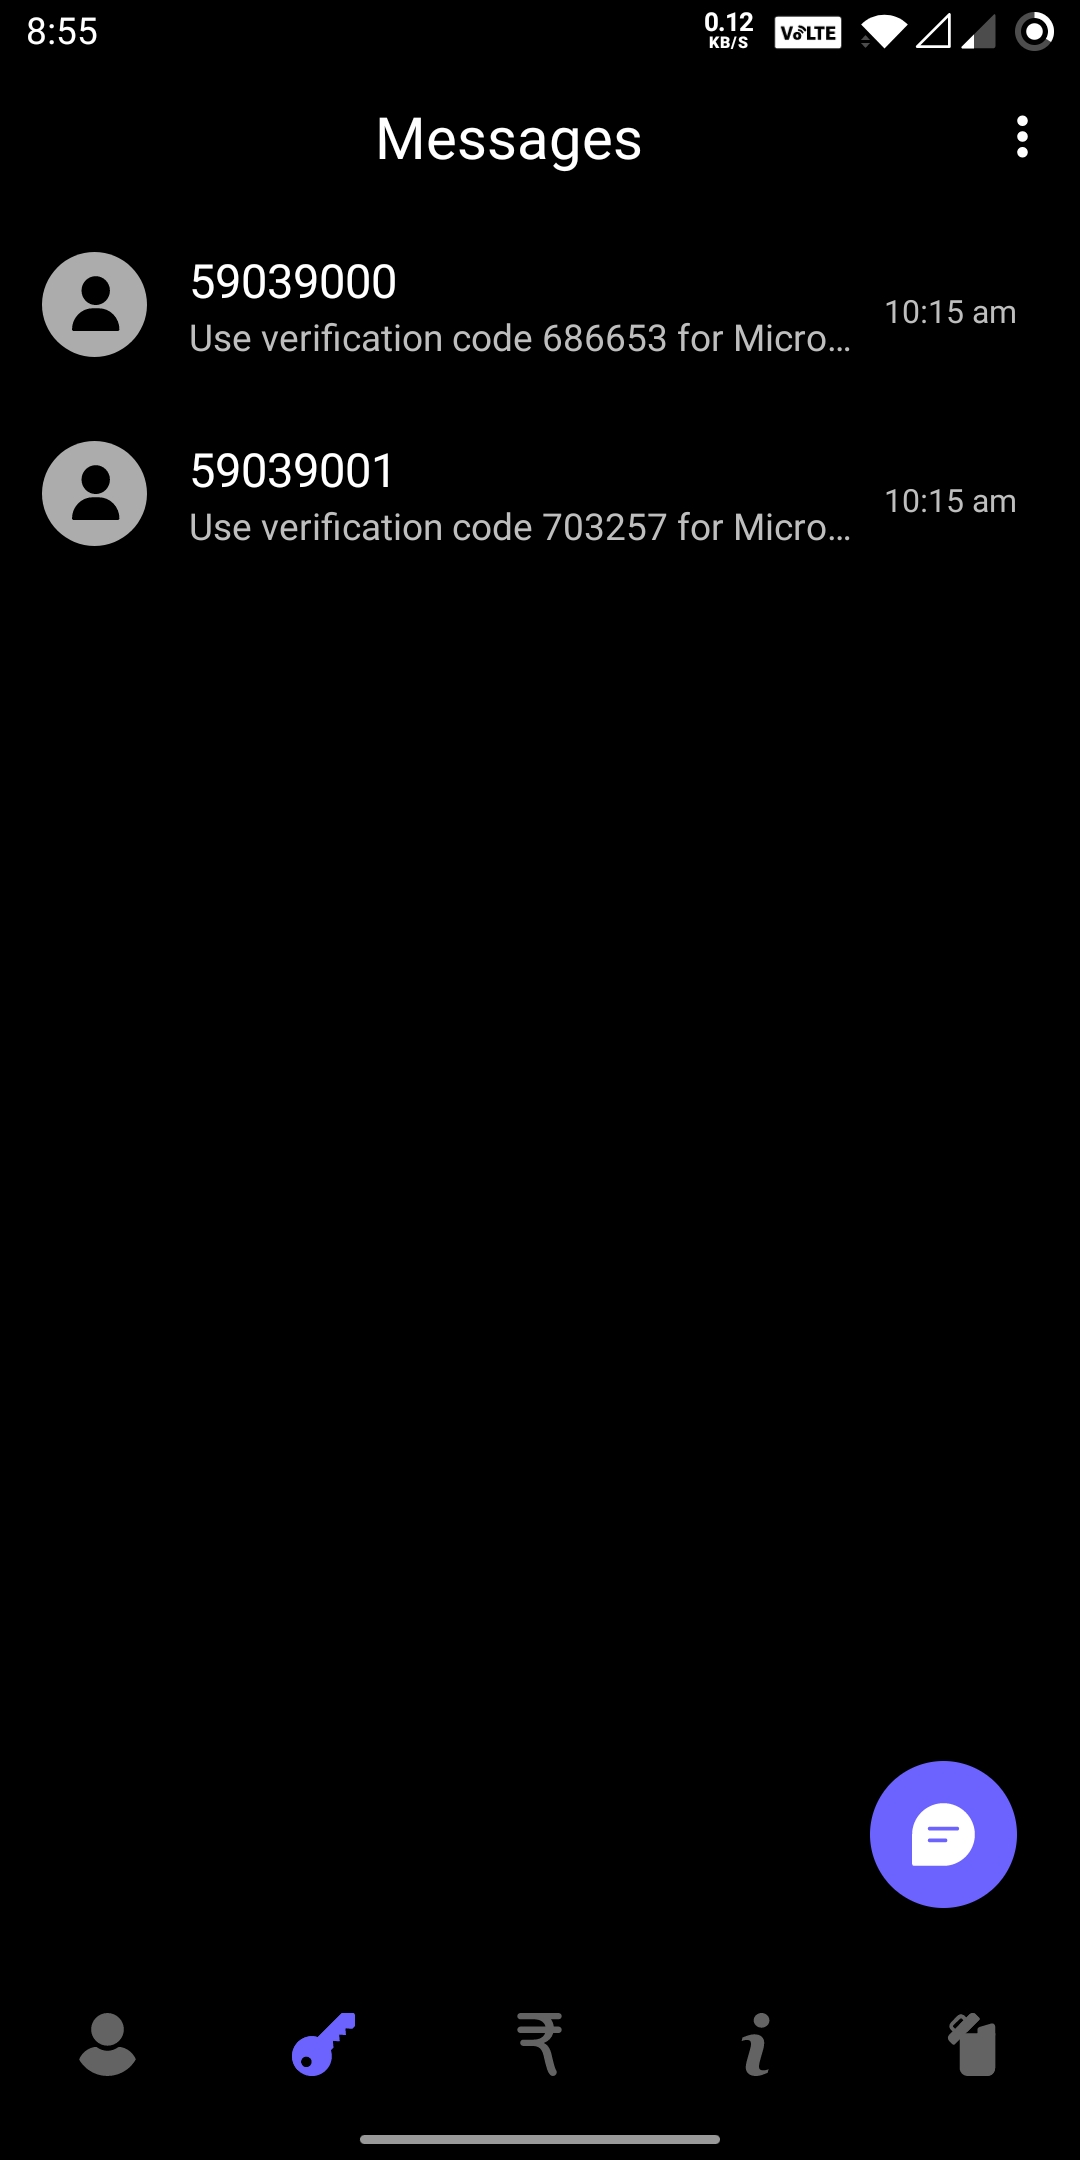 8:55
0.12
KB/S
VoLTE
Messages
59039000
Use verification code 686653 for Micro...
10:15 am
59039001
Use verification code 703257 for Micro...
10:15 am
₹
i